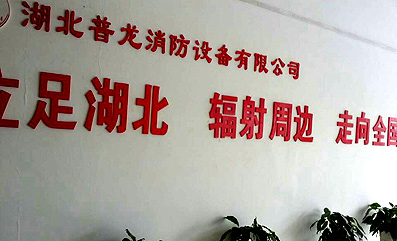 湖北普龙消防设备有限公司
立足湖北 辐射周边 走向全国